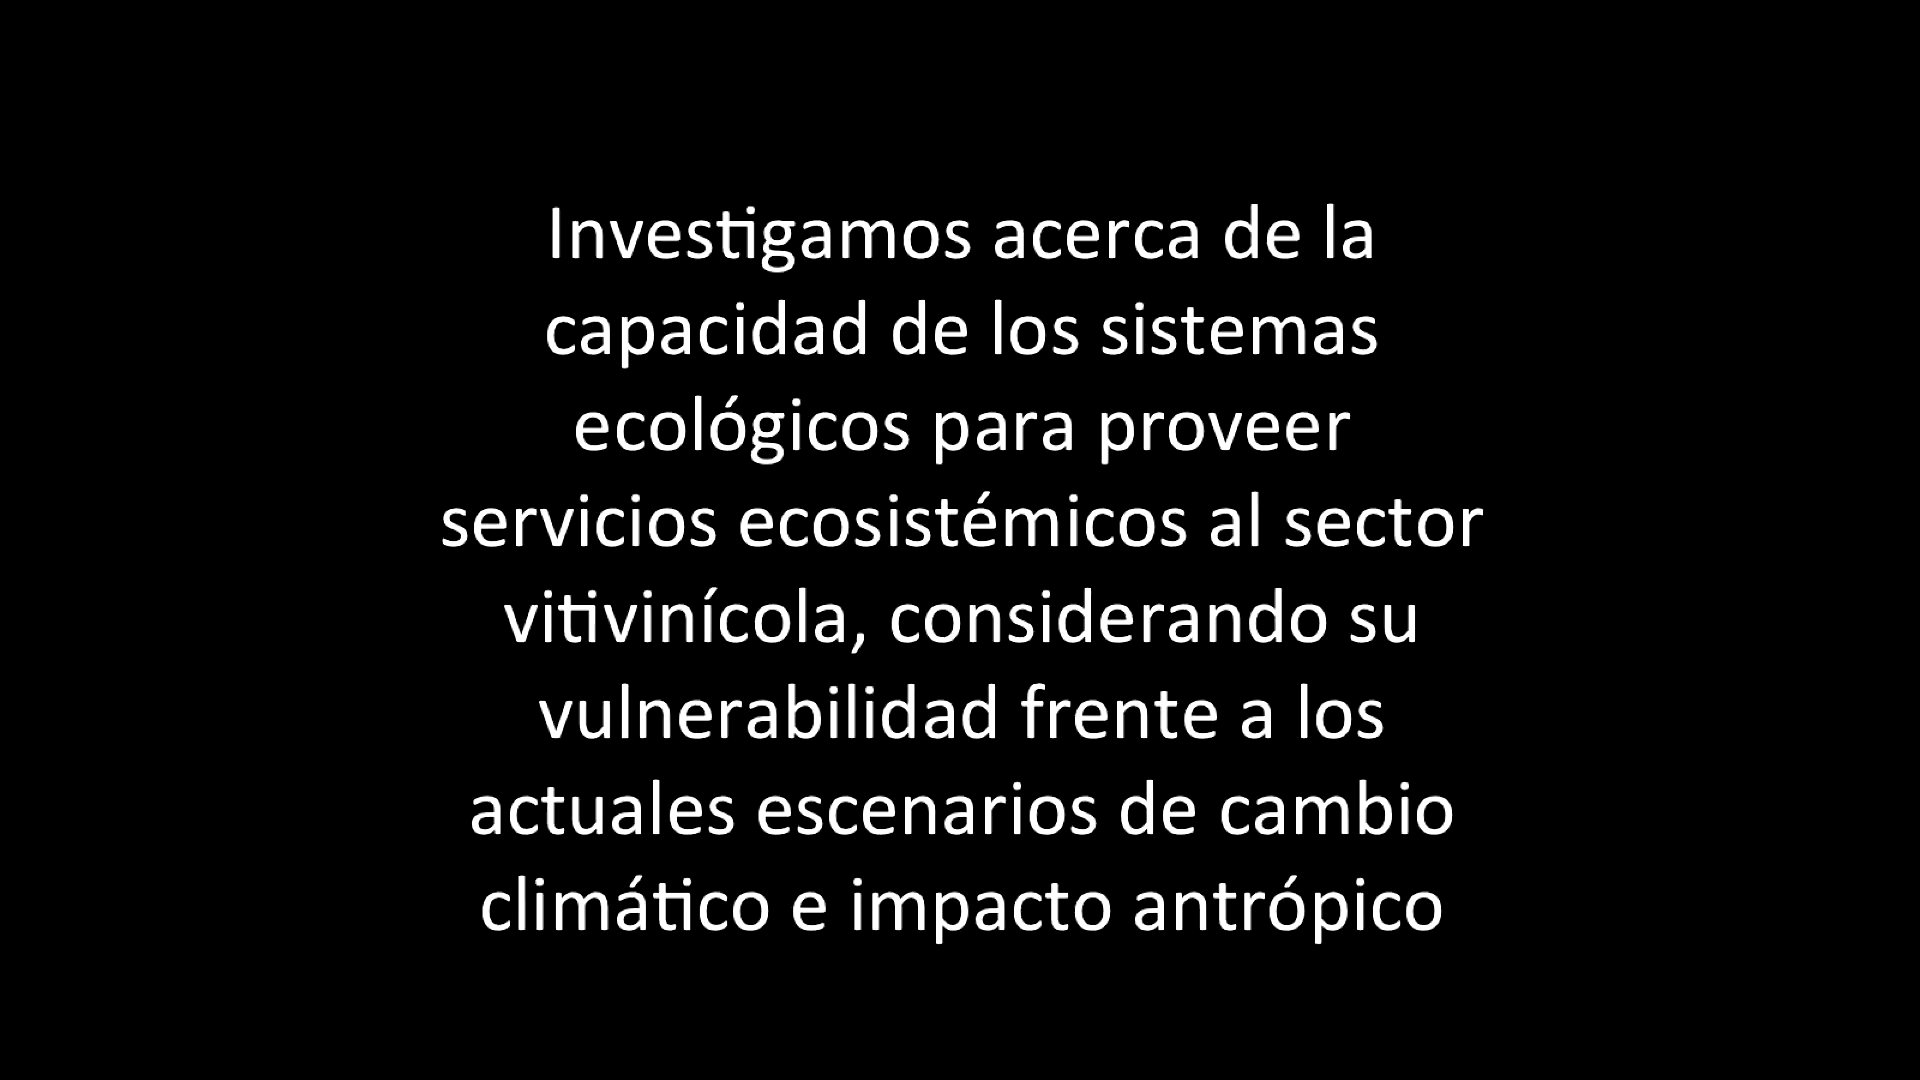 Investigamos acerca de la
capacidad de los sistemas
ecológicos para proveer
servicios ecosistémicos al sector
vitivinícola, considerando su
vulnerabilidad frente a los
actuales escenarios de cambio
climático e impacto antrópico